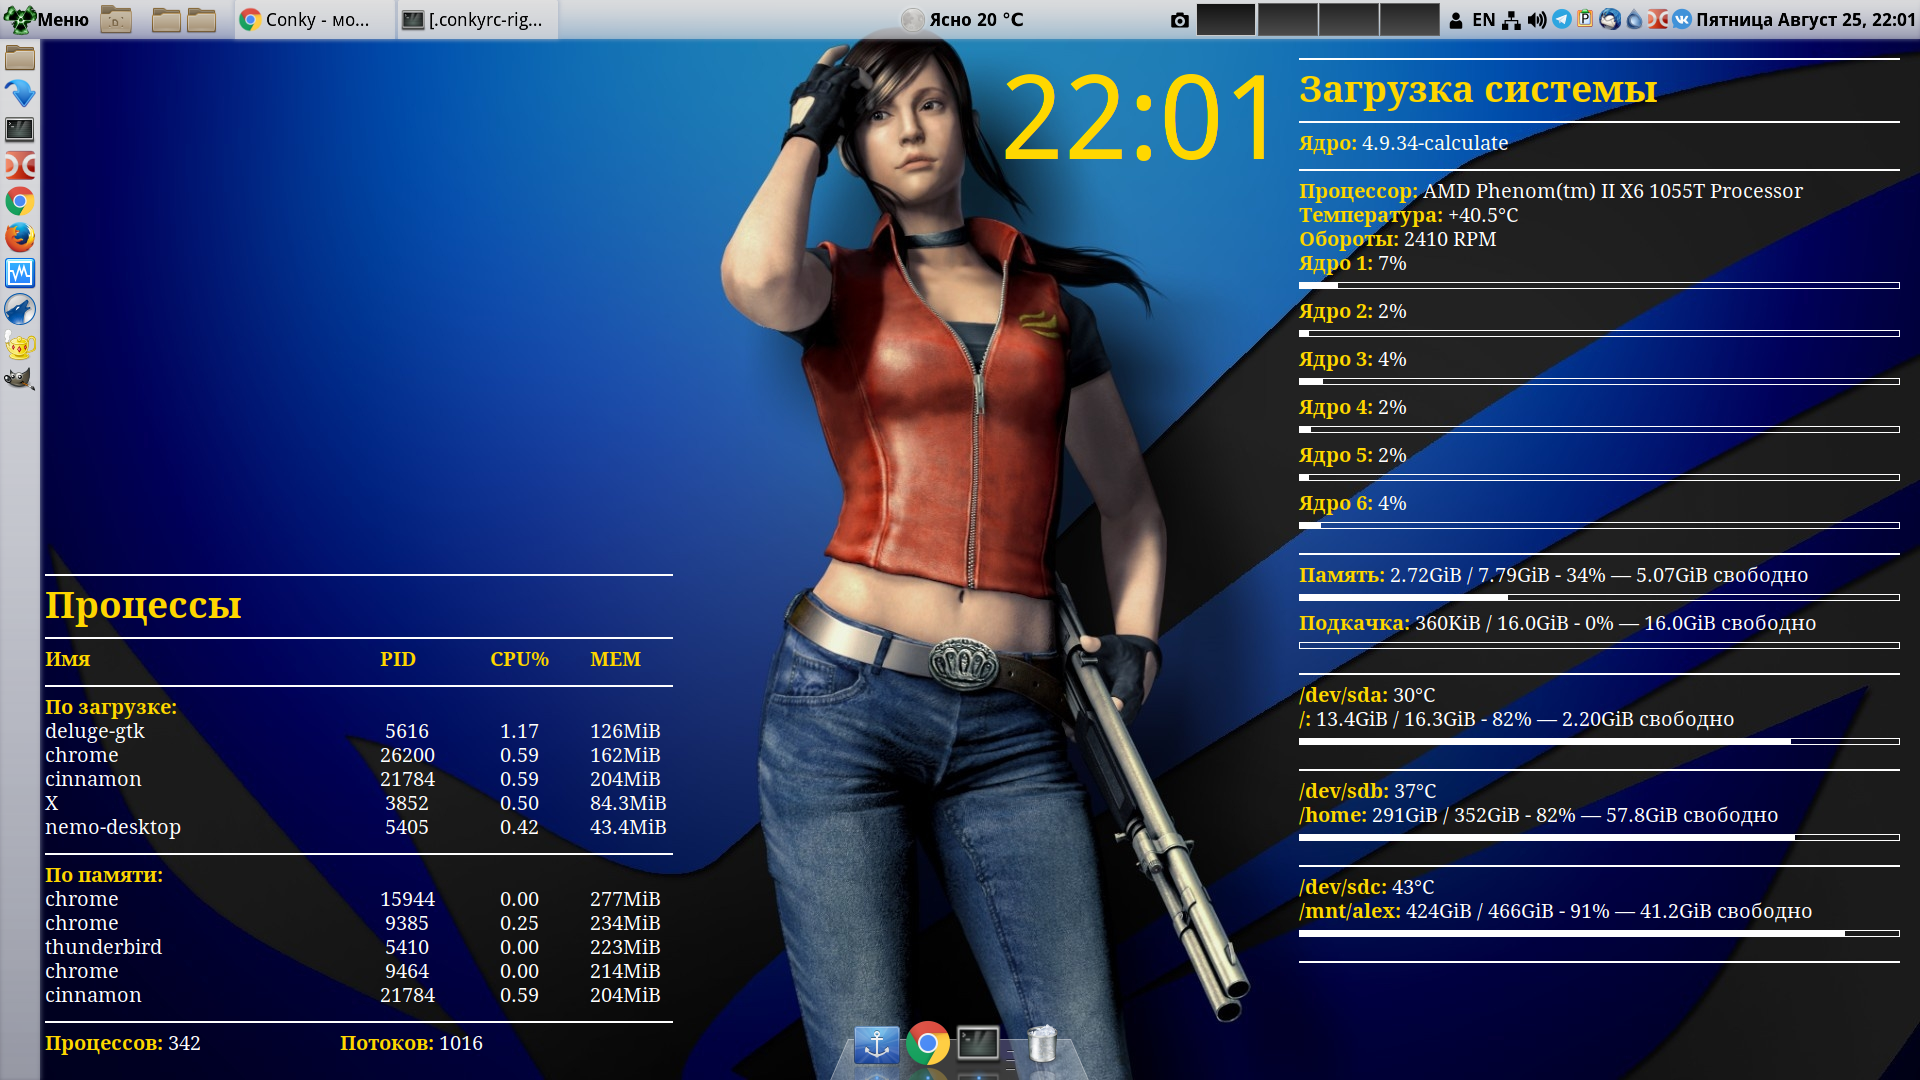 Меню
Conky - мо...
[.conkyrc-rig...
Ясно 20 °C
EN
Пятница Август 25, 22:01
22:01
Загрузка системы
Ядро: 4.9.34-calculate
Процессор: AMD Phenom(tm) II X6 1055T Processor
Температура: +40.5°C
Обороты: 2410 RPM
Ядро 1: 7%
Ядро 2: 2%
Ядро 3: 4%
Ядро 4: 2%
Ядро 5: 2%
Ядро 6: 4%
Память: 2.72GiB / 7.79GiB - 34% — 5.07GiB свободно
Подкачка: 360KiB / 16.0GiB - 0% — 16.0GiB свободно
/dev/sda: 30°C
/: 13.4GiB / 16.3GiB - 82% — 2.20GiB свободно
/dev/sdb: 37°C
/home: 291GiB / 352GiB - 82% — 57.8GiB свободно
/dev/sdc: 43°C
/mnt/alex: 424GiB / 466GiB - 91% — 41.2GiB свободно
Процессы
Имя PID CPU% MEM
По загрузке:
deluge-gtk 5616 1.17 126MiB
chrome 26200 0.59 162MiB
cinnamon 21784 0.59 204MiB
X 3852 0.50 84.3MiB
nemo-desktop 5405 0.42 43.4MiB
По памяти:
chrome 15944 0.00 277MiB
chrome 9385 0.25 234MiB
thunderbird 5410 0.00 223MiB
chrome 9464 0.00 214MiB
cinnamon 21784 0.59 204MiB
Процессов: 342 Потоков: 1016